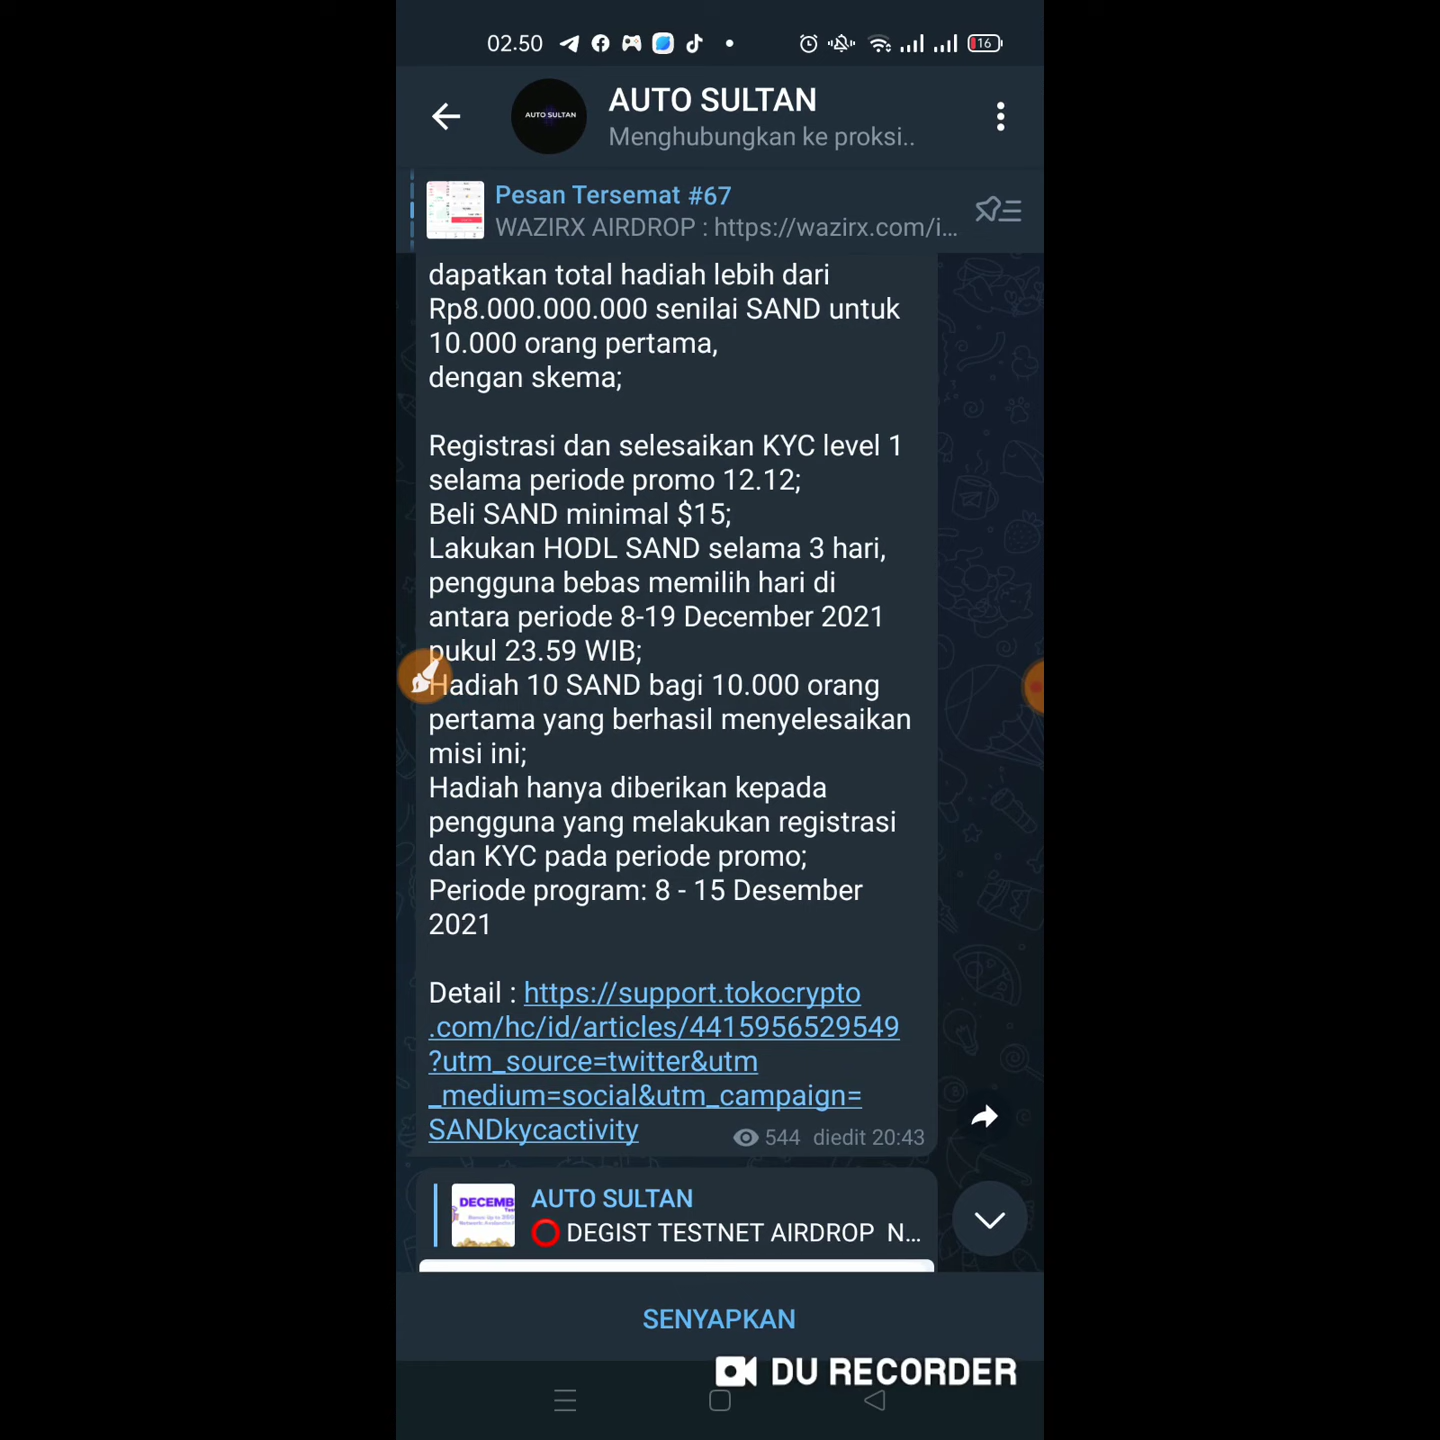 02.50
16
AUTO SULTAN
AUTO SULTAN
Menghubungkan ke proksi..
Pesan Tersemat #67
WAZIRX AIRDROP : https://wazirx.com/i...
dapatkan total hadiah lebih dari
Rp8.000.000.000 senilai SAND untuk
10.000 orang pertama,
dengan skema;
Registrasi dan selesaikan KYC level 1
selama periode promo 12.12;
Beli SAND minimal $15;
Lakukan HODL SAND selama 3 hari,
pengguna bebas memilih hari di
antara periode 8-19 December 2021
pukul 23.59 WIB;
Hadiah 10 SAND bagi 10.000 orang
pertama yang berhasil menyelesaikan
misi ini;
Hadiah hanya diberikan kepada
pengguna yang melakukan registrasi
dan KYC pada periode promo;
Periode program: 8 - 15 Desember
2021
Detail : https://support.tokocrypto
.com/hc/id/articles/4415956529549
?utm_source=twitter&utm
_medium=social&utm_campaign=
SANDkycactivity
544 diedit 20:43
DECEMB
AUTO SULTAN
DEGIST TESTNET AIRDROP N...
SENYAPKAN
DU RECORDER